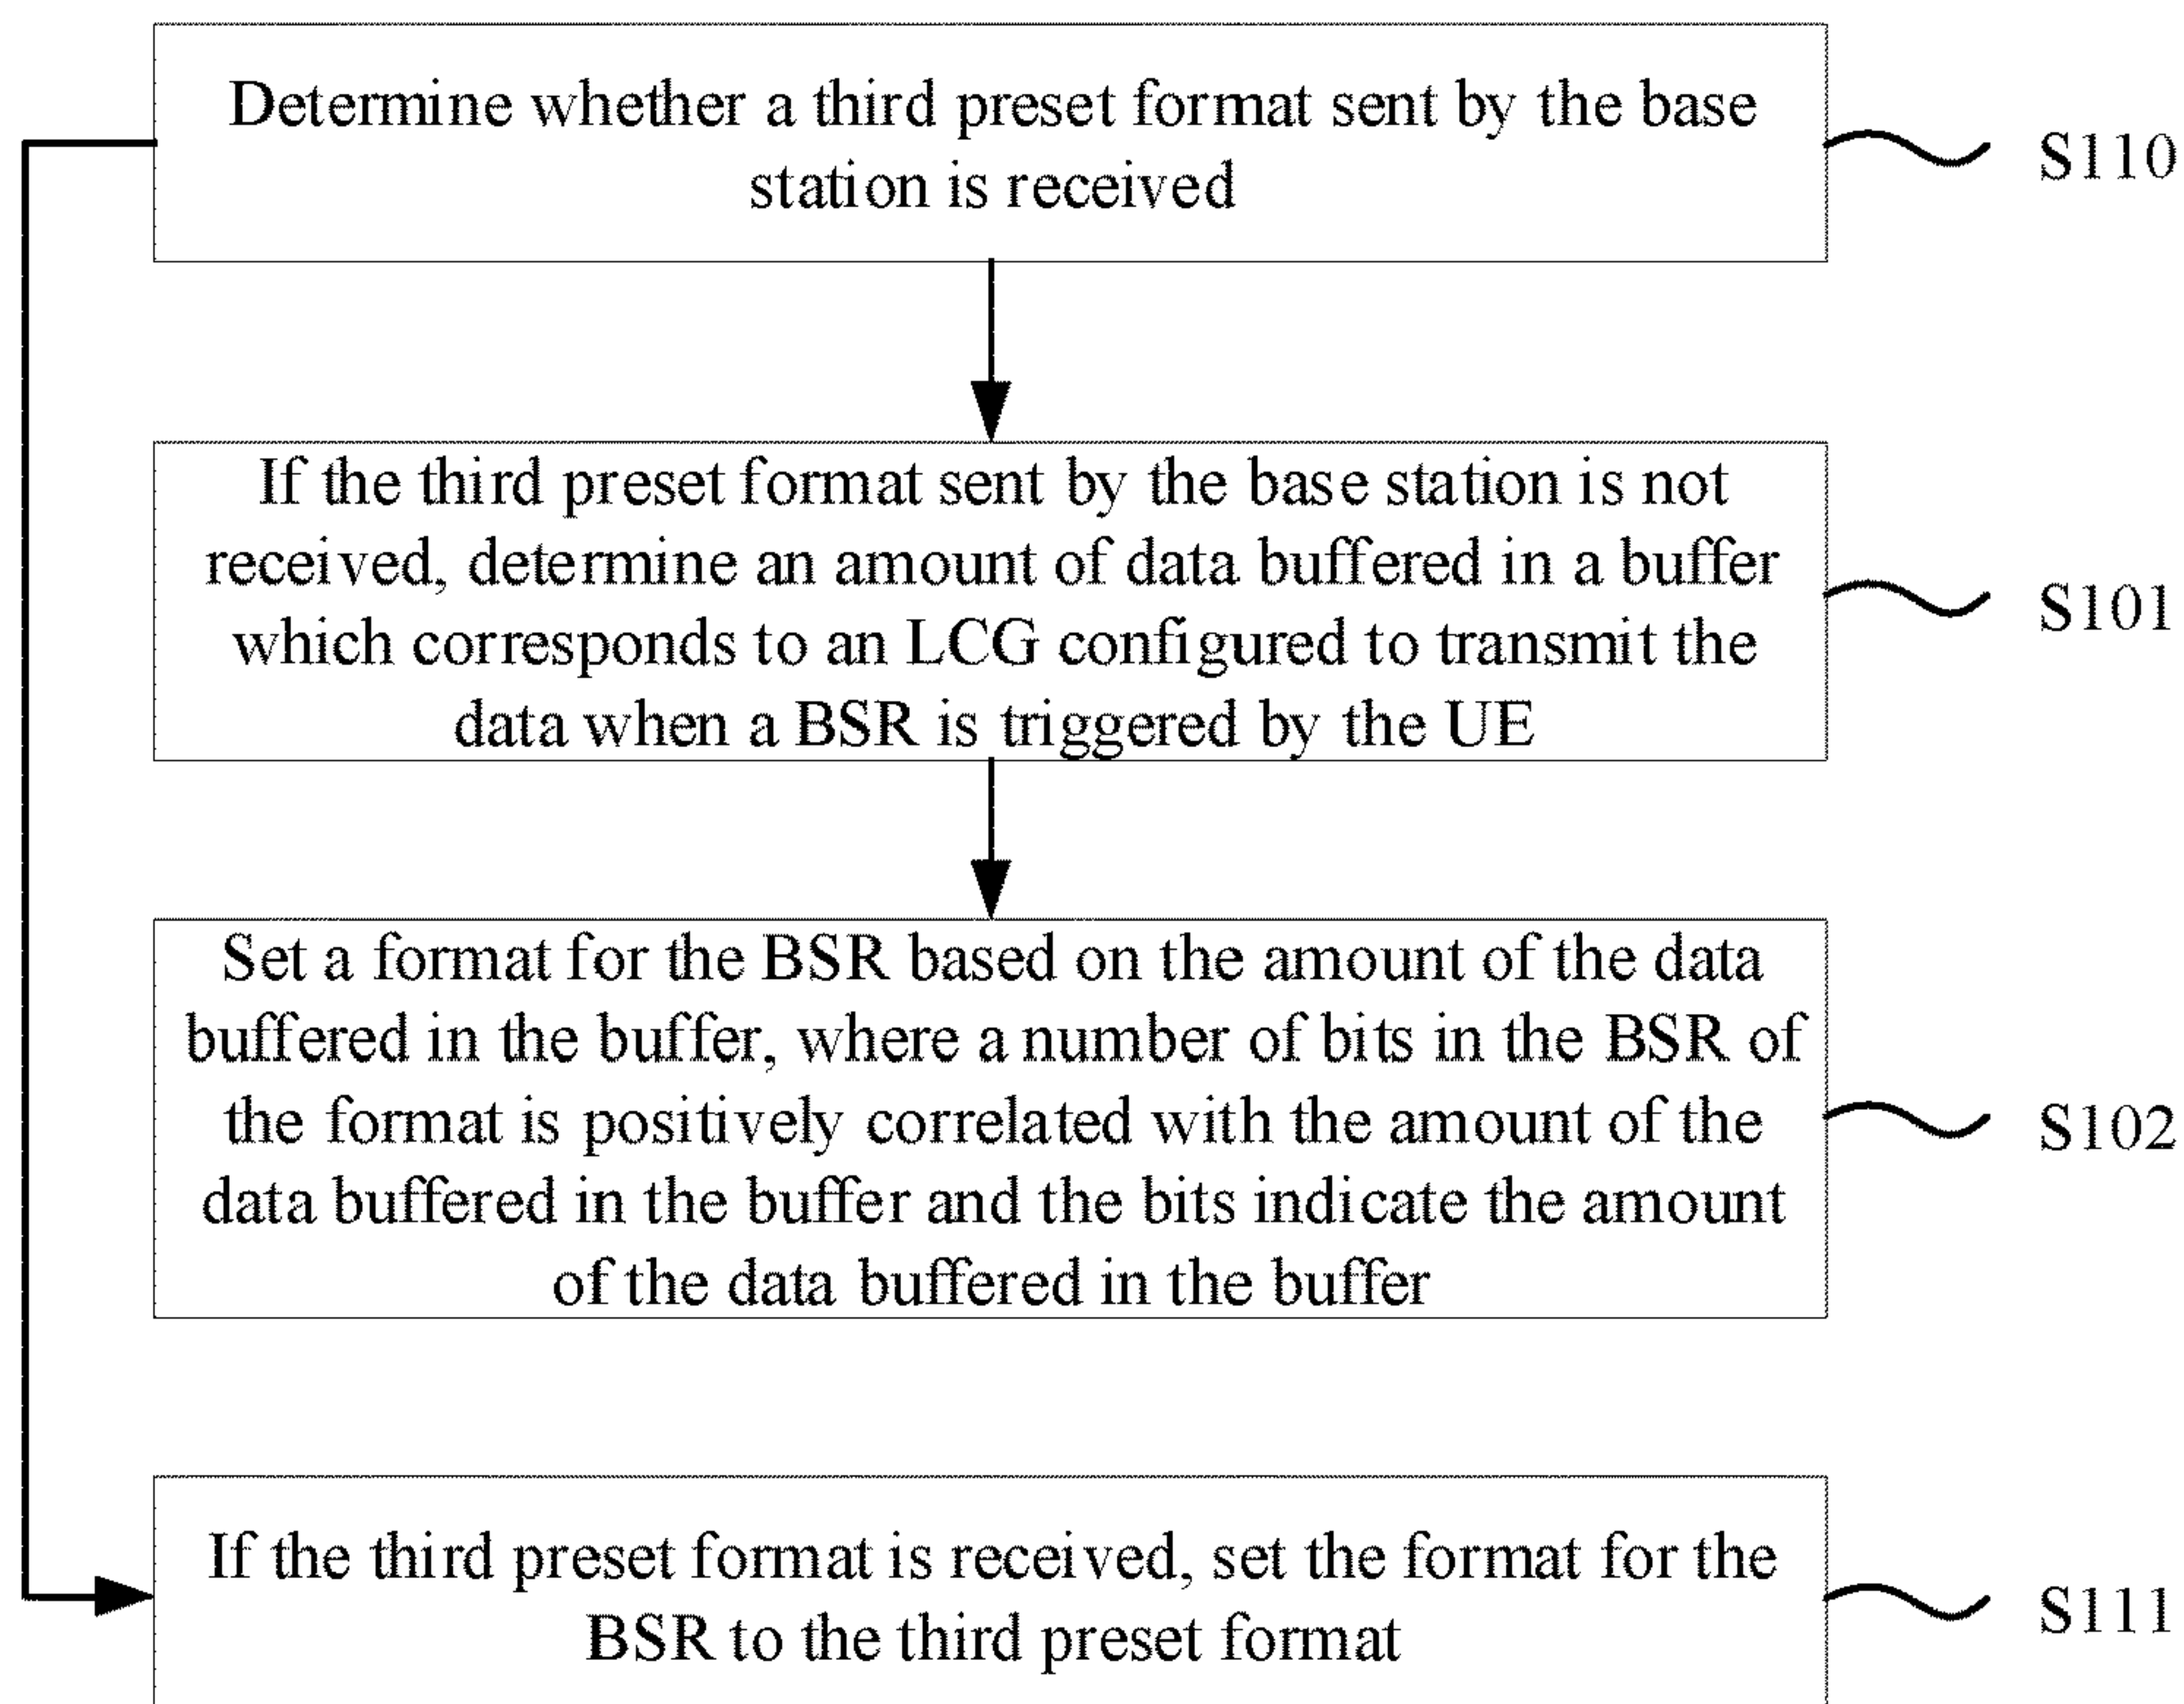 Determine whether a third preset format sent by the base
station is received
S110
If the third preset format sent by the base station is not
received, determine an amount of data buffered in a buffer
which corresponds to an LCG configured to transmit the
data when a BSR is triggered by the UE
S101
Set a format for the BSR based on the amount of the data
buffered in the buffer, where a number of bits in the BSR of
the format is positively correlated with the amount of the
data buffered in the buffer and the bits indicate the amount
of the data buffered in the buffer
S102
If the third preset format is received, set the format for the
BSR to the third preset format
S111